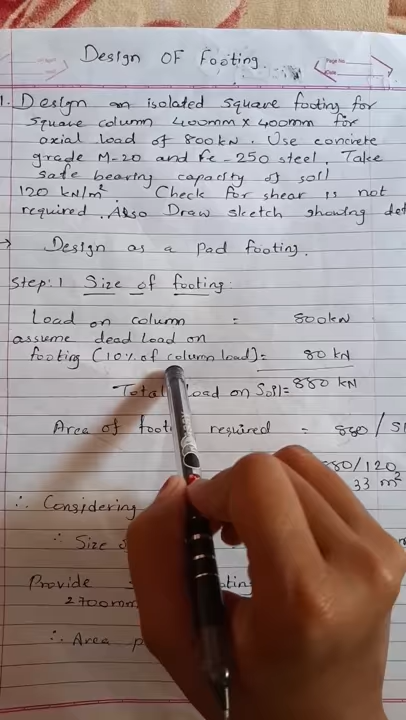 Design OF Footing.
Page No.
Date
1. Design an isolated square footing for
square column 400mm x 400mm for
axial load of 800kN. Use concrete
grade M-20 and Fe-250 steel. Take
safe bearing capacity of soil
120 kN/m². Check for shear is not
required. Also Draw sketch showing det
→ Design as a pad footing.
Step:1 Size of footing:
Load on column = 800kN
assume dead load on
footing (10% of column load) = 80 kN
Total load on soil = 880 kN
Area of foot required = 880/
880/120
33 m²
∴ Considering
∴ Size
Provide
2700mm
∴ Area